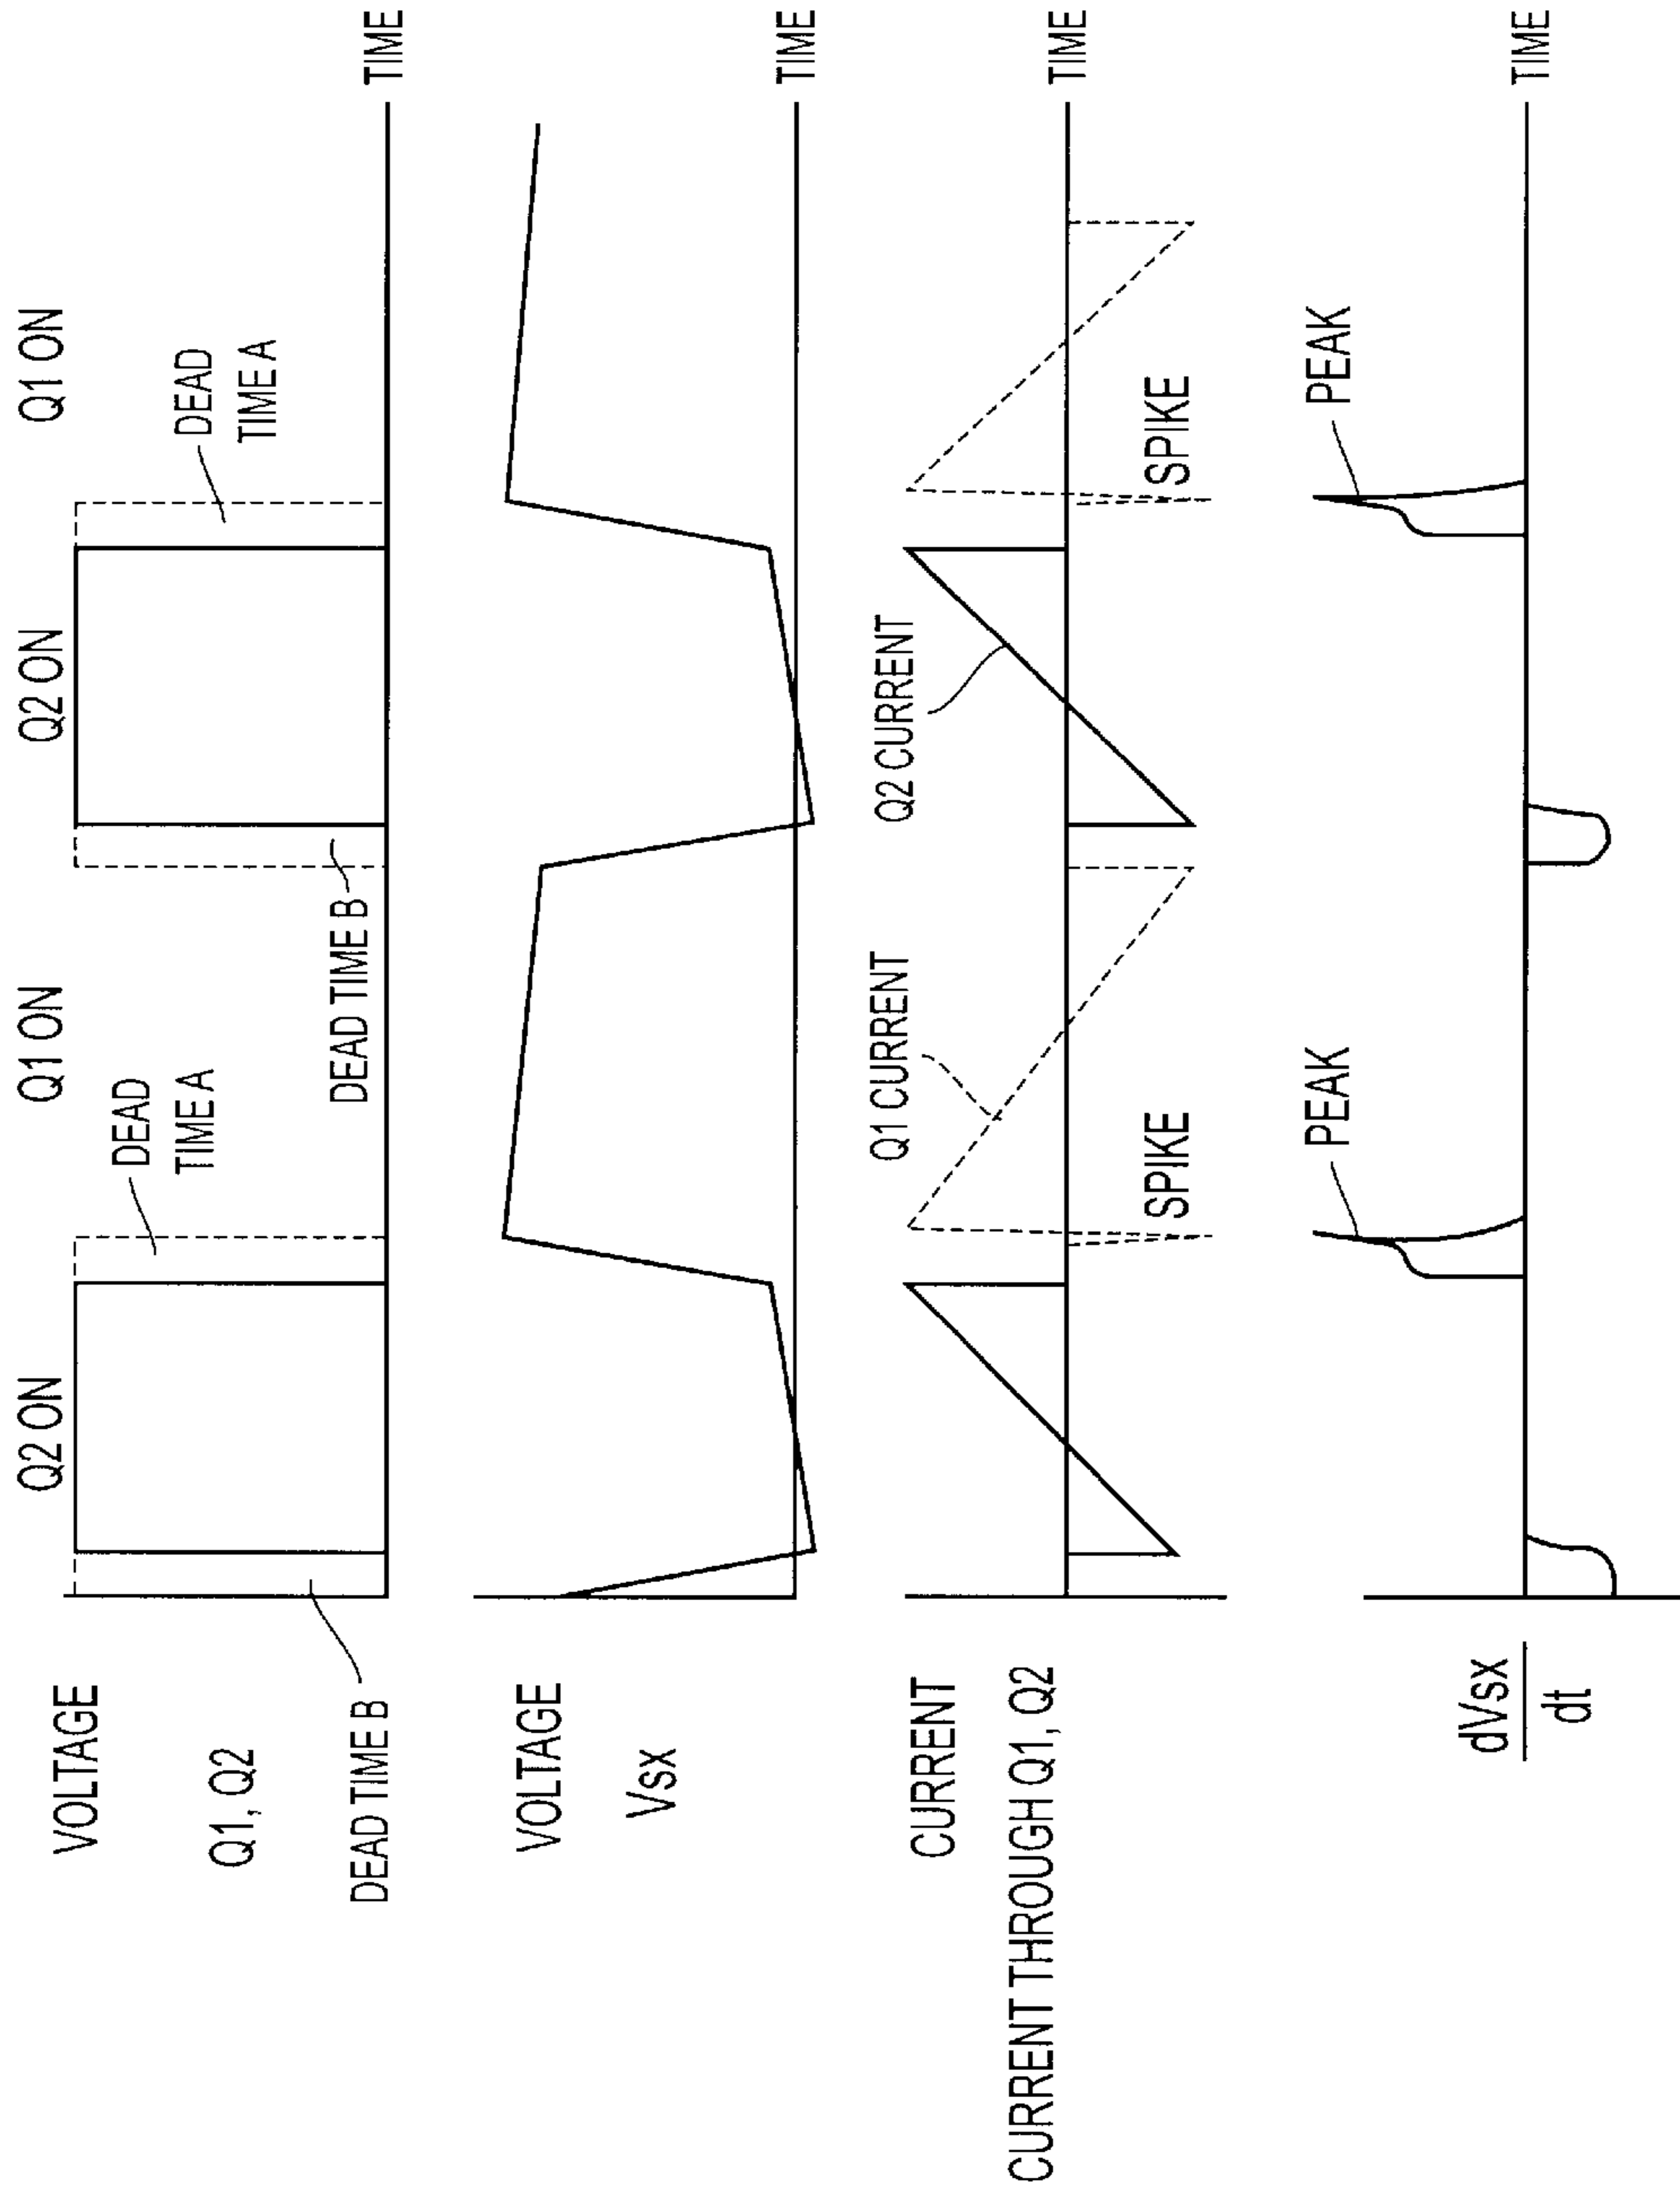 VOLTAGE
Q1, Q2
DEAD TIME B
Q2 ON
DEAD
TIME A
Q1 ON
DEAD TIME B
Q2 ON
DEAD
TIME A
Q1 ON
TIME
VOLTAGE
Vsx
TIME
CURRENT
CURRENT THROUGH Q1, Q2
Q1 CURRENT
SPIKE
Q2 CURRENT
SPIKE
TIME
dVsx
dt
PEAK
PEAK
TIME